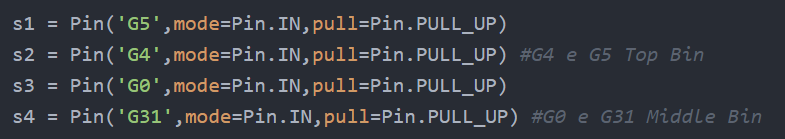 s1 = Pin('G5',mode=Pin.IN,pull=Pin.PULL_UP)
s2 = Pin('G4',mode=Pin.IN,pull=Pin.PULL_UP) #G4 e G5 Top Bin
s3 = Pin('G0',mode=Pin.IN,pull=Pin.PULL_UP)
s4 = Pin('G31',mode=Pin.IN,pull=Pin.PULL_UP) #G0 e G31 Middle Bin